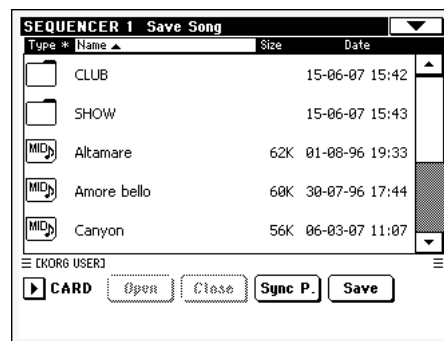 SEQUENCER 1 Save Song
Type * Name ▲ Size Date
CLUB 15-06-07 15:42
SHOW 15-06-07 15:43
MID Altamare 62K 01-08-96 19:33
MID Amore bello 60K 30-07-96 17:44
MID Canyon 56K 06-03-07 11:07
[KORG USER]
CARD Open Close Sync P. Save